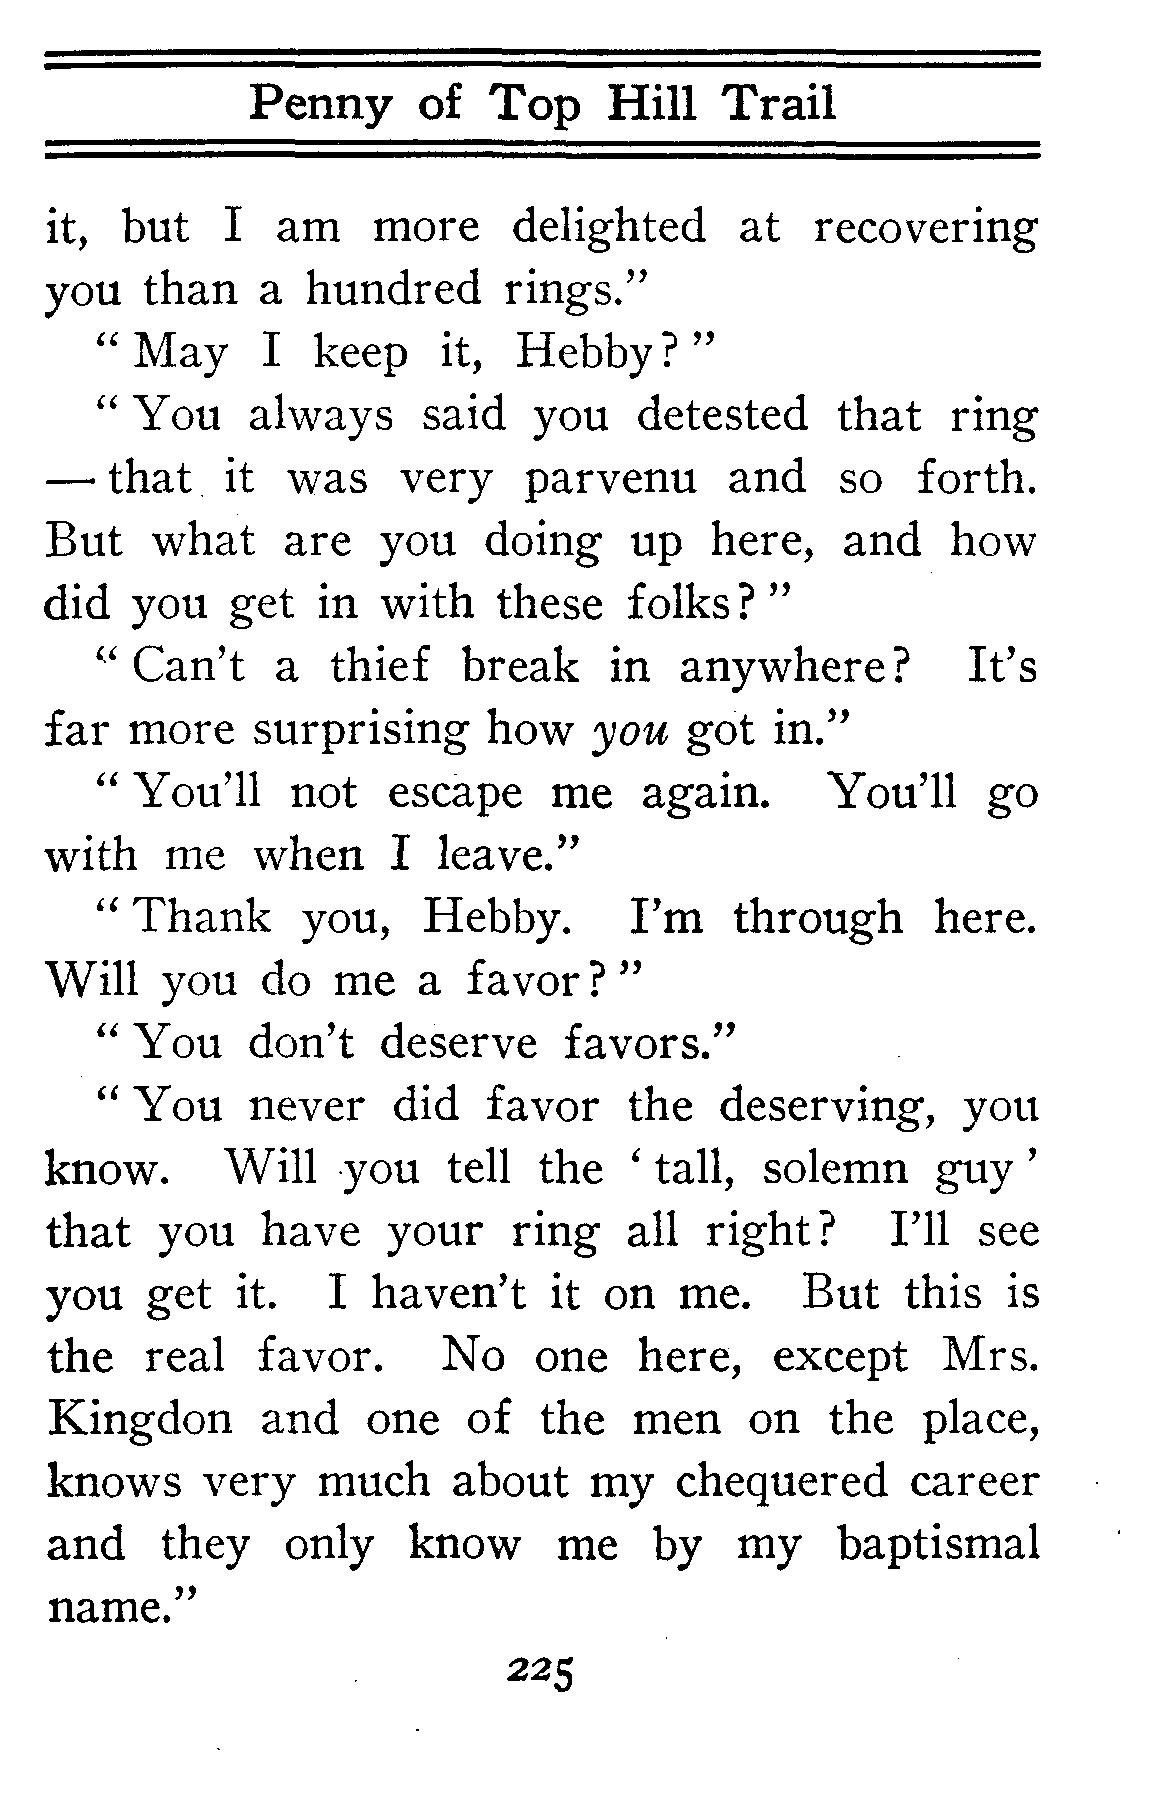 Penny of Top Hill Trail
it, but I am more delighted at recovering
you than a hundred rings.”
“ May I keep it, Hebby? ”
“ You always said you detested that ring
— that it was very parvenu and so forth.
But what are you doing up here, and how
did you get in with these folks? ”
“ Can’t a thief break in anywhere? It’s
far more surprising how you got in.”
“ You’ll not escape me again. You’ll go
with me when I leave.”
“ Thank you, Hebby. I’m through here.
Will you do me a favor? ”
“ You don’t deserve favors.”
“ You never did favor the deserving, you
know. Will you tell the ‘ tall, solemn guy ’
that you have your ring all right? I’ll see
you get it. I haven’t it on me. But this is
the real favor. No one here, except Mrs.
Kingdon and one of the men on the place,
knows very much about my chequered career
and they only know me by my baptismal
name.”
225